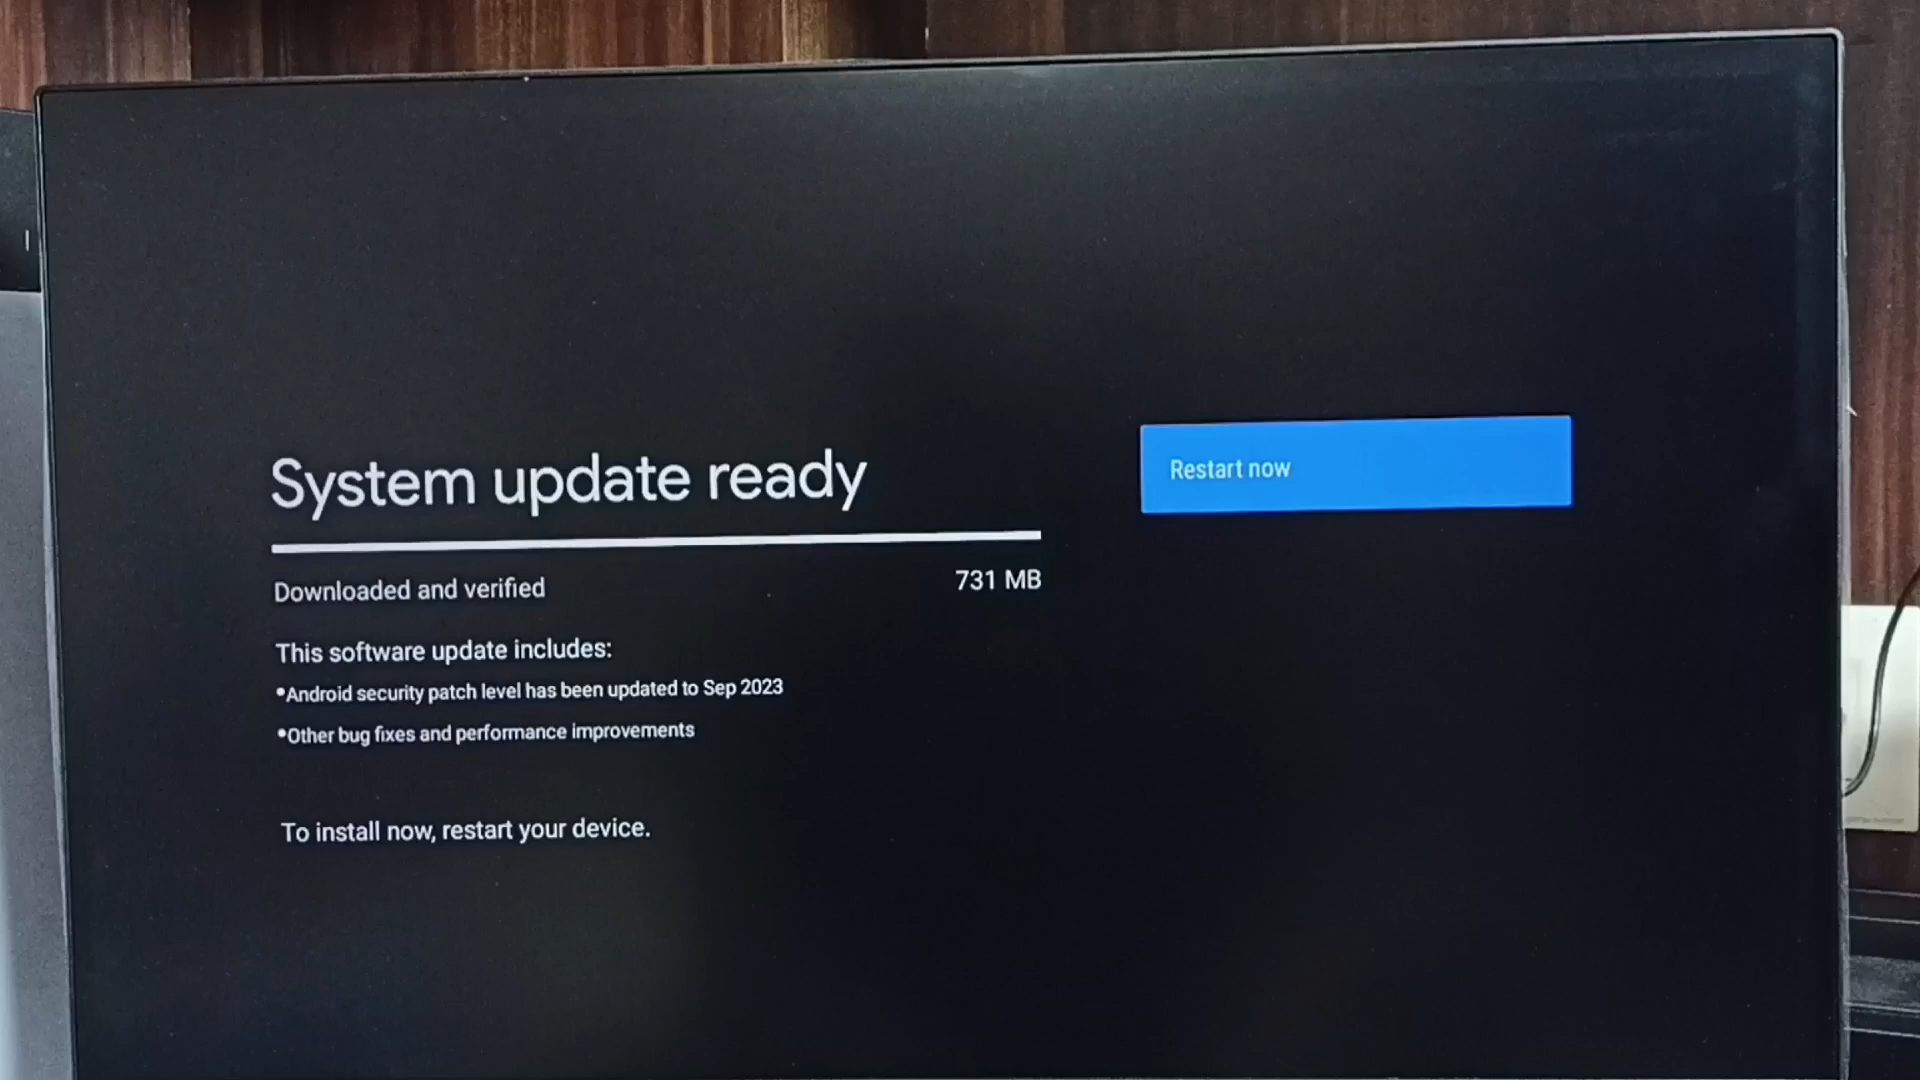 System update ready
Restart now
Downloaded and verified 731 MB
This software update includes:
•Android security patch level has been updated to Sep 2023
•Other bug fixes and performance improvements
To install now, restart your device.